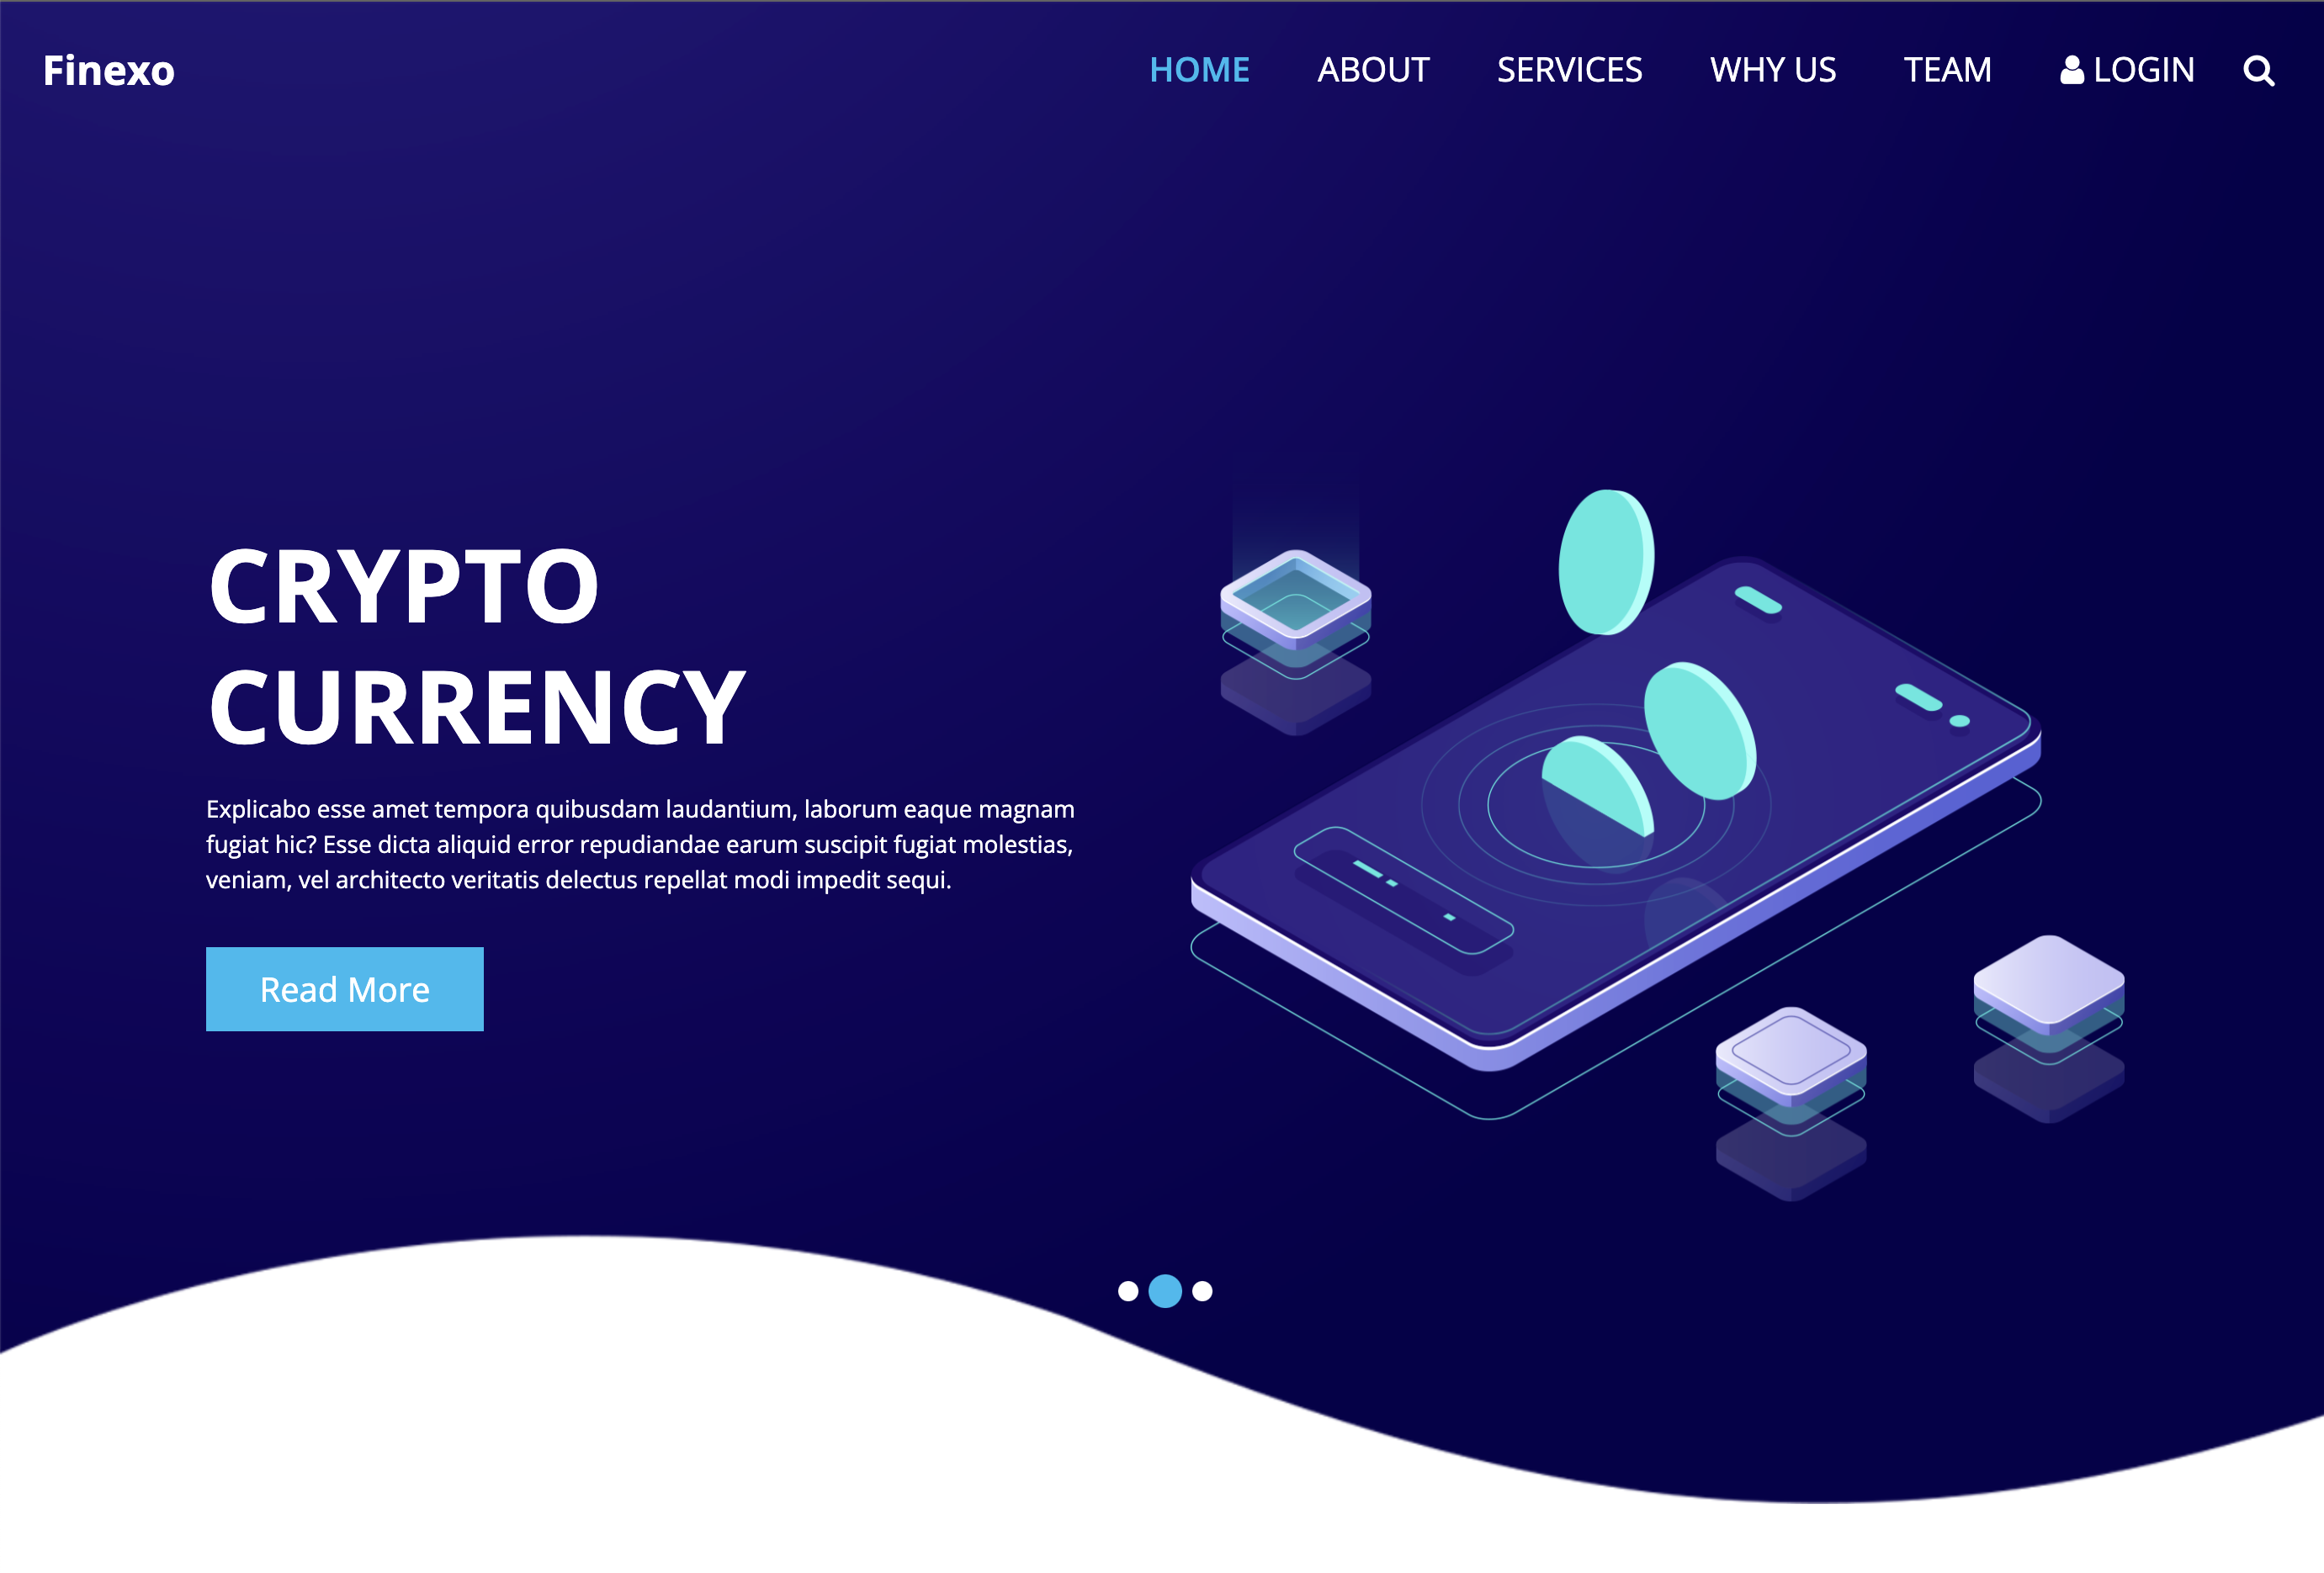 Finexo
HOME ABOUT SERVICES WHY US TEAM LOGIN
CRYPTO
CURRENCY
Explicabo esse amet tempora quibusdam laudantium, laborum eaque magnam
fugiat hic? Esse dicta aliquid error repudiandae earum suscipit fugiat molestias,
veniam, vel architecto veritatis delectus repellat modi impedit sequi.
Read More